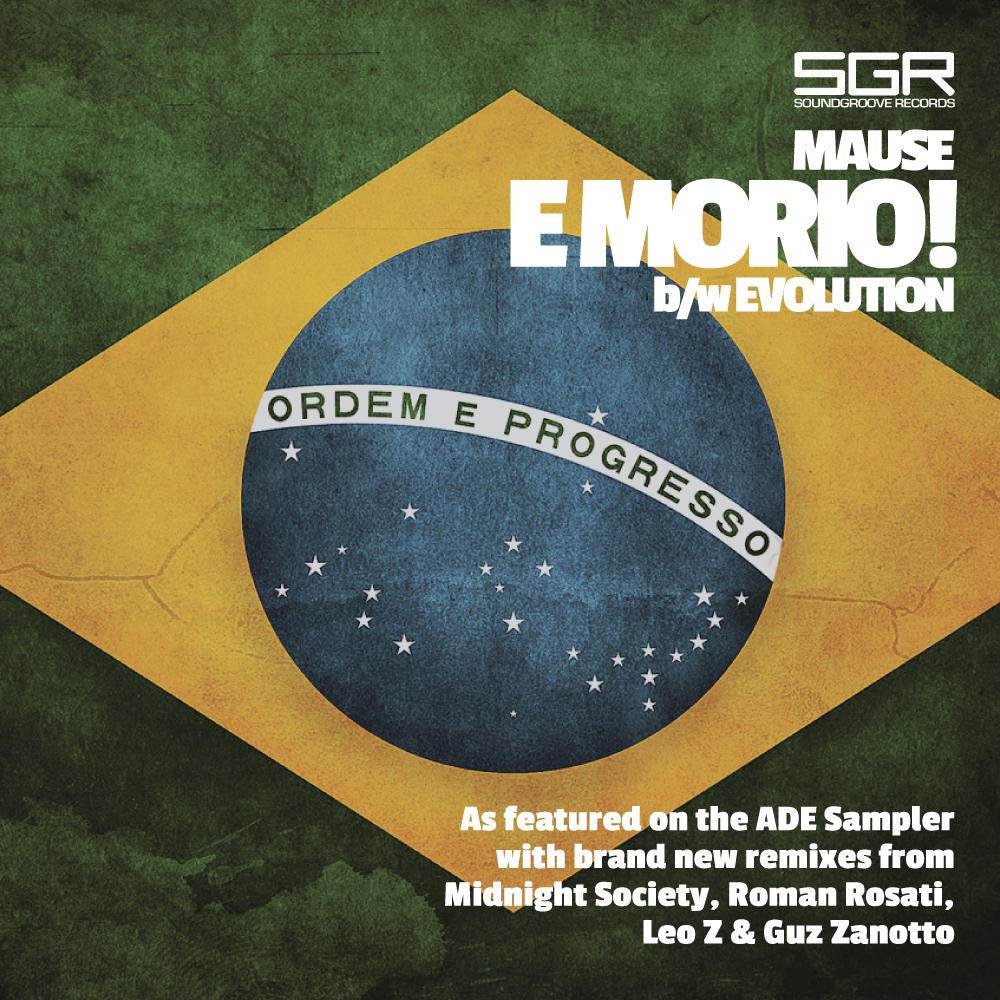 SGR
SOUNDGROOVE RECORDS
MAUSE
E MORIO!
b/w EVOLUTION
ORDEM E PROGRESSO
As featured on the ADE Sampler
with brand new remixes from
Midnight Society, Roman Rosati,
Leo Z & Guz Zanotto